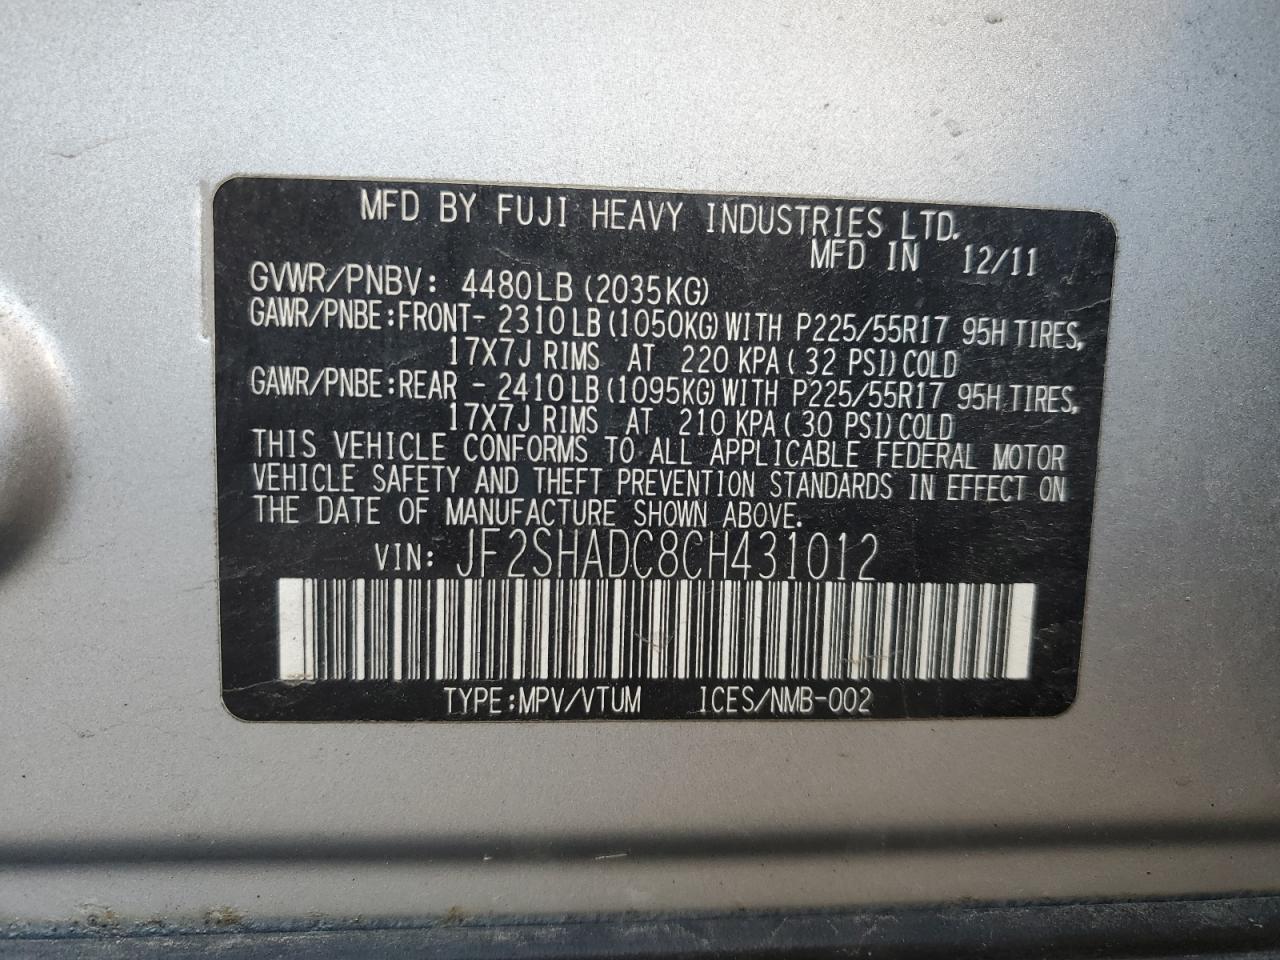 MFD BY FUJI HEAVY INDUSTRIES LTD.
MFD IN 12/11
GVWR/PNBV: 4480LB (2035KG)
GAWR/PNBE:FRONT- 2310LB (1050KG) WITH P225/55R17 95H TIRES,
17X7J RIMS AT 220 KPA ( 32 PSI) COLD
GAWR/PNBE:REAR - 2410LB (1095KG) WITH P225/55R17 95H TIRES,
17X7J RIMS AT 210 KPA ( 30 PSI) COLD
THIS VEHICLE CONFORMS TO ALL APPLICABLE FEDERAL MOTOR
VEHICLE SAFETY AND THEFT PREVENTION STANDARDS IN EFFECT ON
THE DATE OF MANUFACTURE SHOWN ABOVE.
VIN: JF2SHADC8CH431012
TYPE:MPV/VTUM ICES/NMB-002